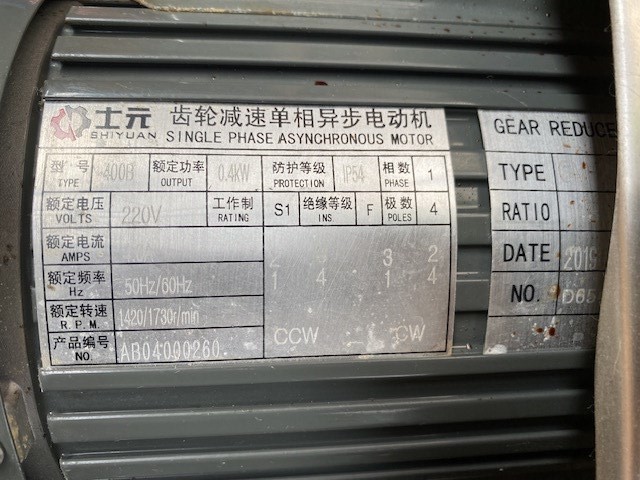 士元 齿轮减速单相异步电动机
SHIYUAN SINGLE PHASE ASYNCHRONOUS MOTOR
型号 TYPE 400B 额定功率 OUTPUT 0.4KW 防护等级 PROTECTION IP54 相数 PHASE 1
额定电压 VOLTS 220V 工作制 RATING S1 绝缘等级 INS. F 极数 POLES 4
额定电流 AMPS
2 3 2
额定频率 Hz 50Hz/60Hz 1 4 1 4
额定转速 R.P.M. 1420/1730r/min
CCW CW
产品编号 NO. AB04000260
GEAR REDUCE
TYPE
RATIO
DATE 2019
NO. D65